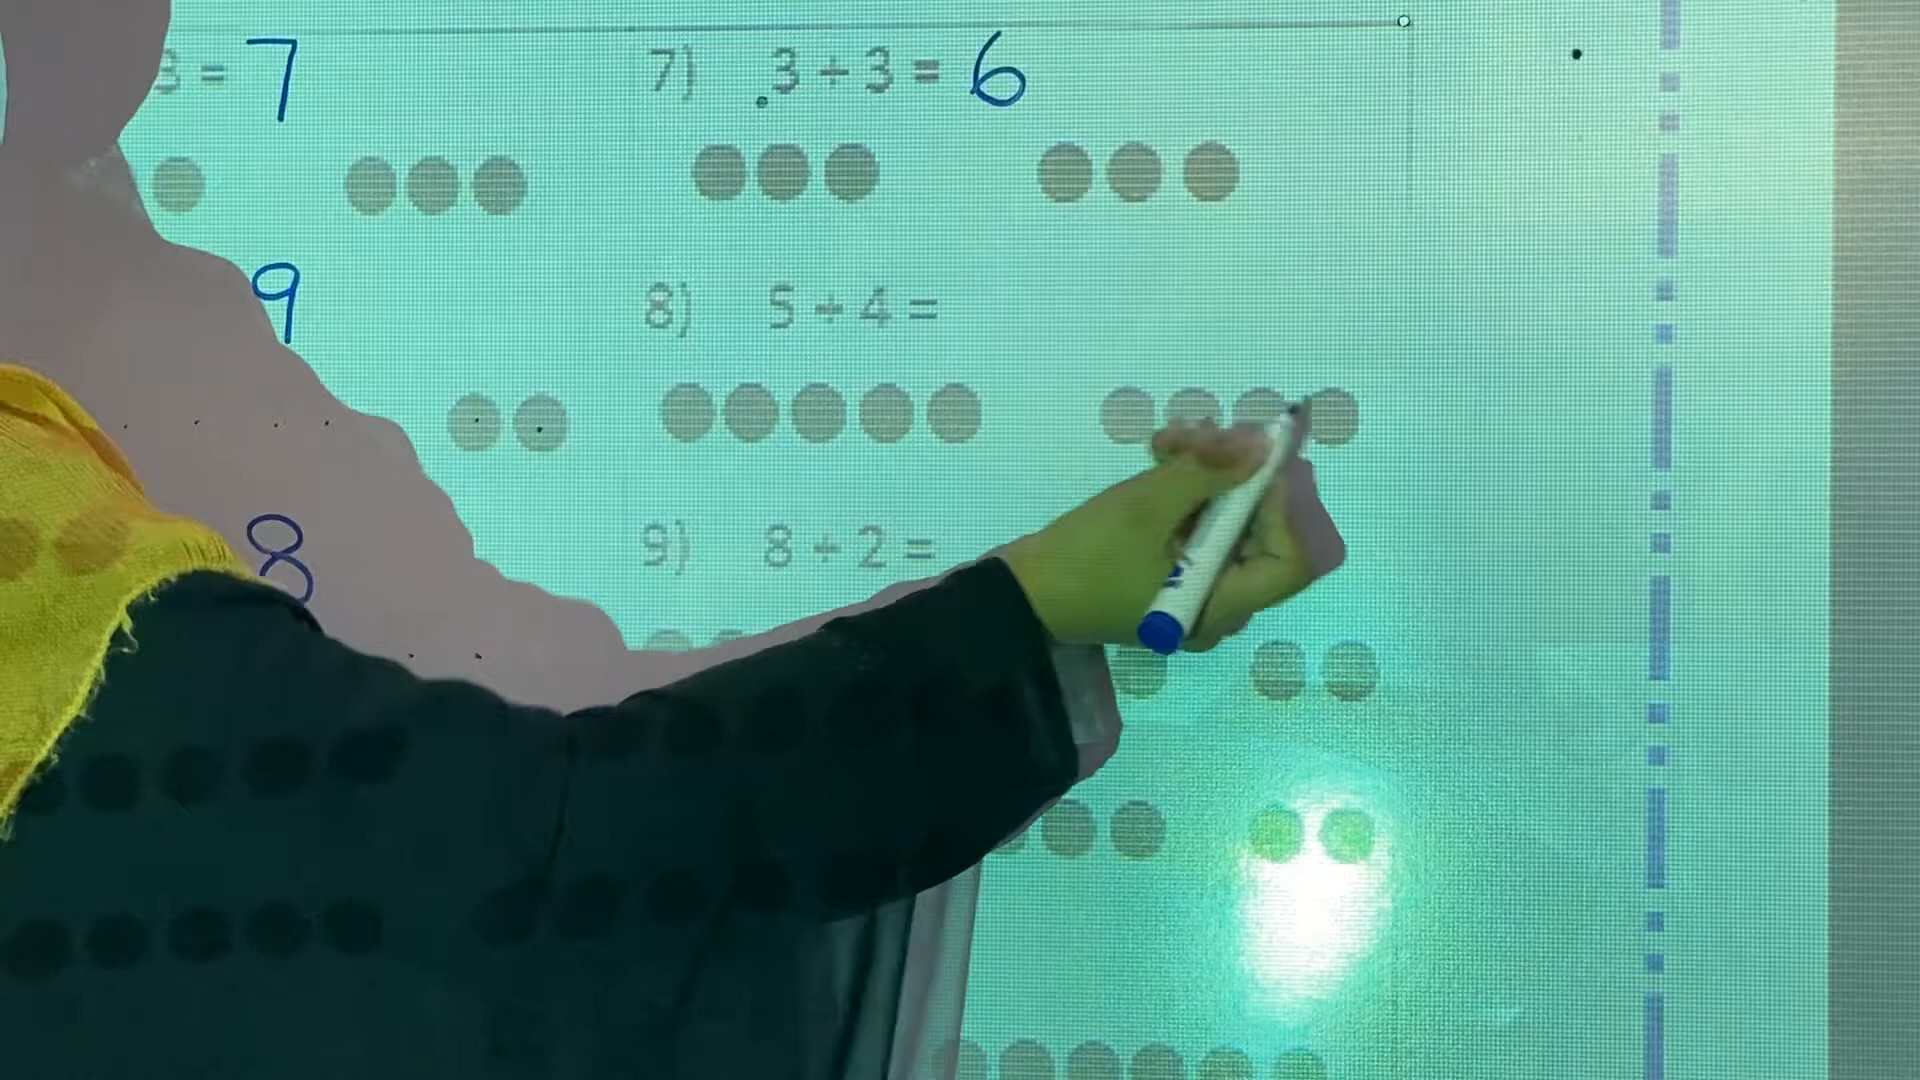 3 = 7
7) 3 + 3 = 6
9
8) 5 + 4 =
8
9) 8 + 2 =